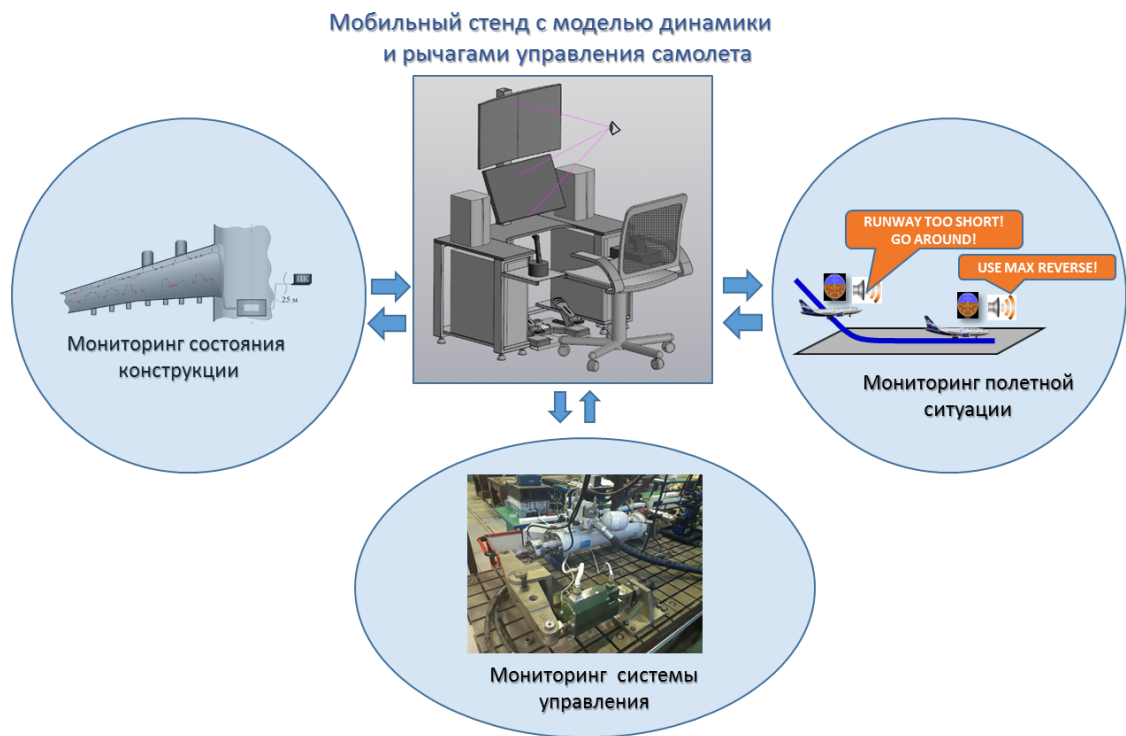 Мобильный стенд с моделью динамики
и рычагами управления самолета
RUNWAY TOO SHORT!
GO AROUND!
USE MAX REVERSE!
25 м
Мониторинг состояния
конструкции
Мониторинг полетной
ситуации
Мониторинг системы
управления